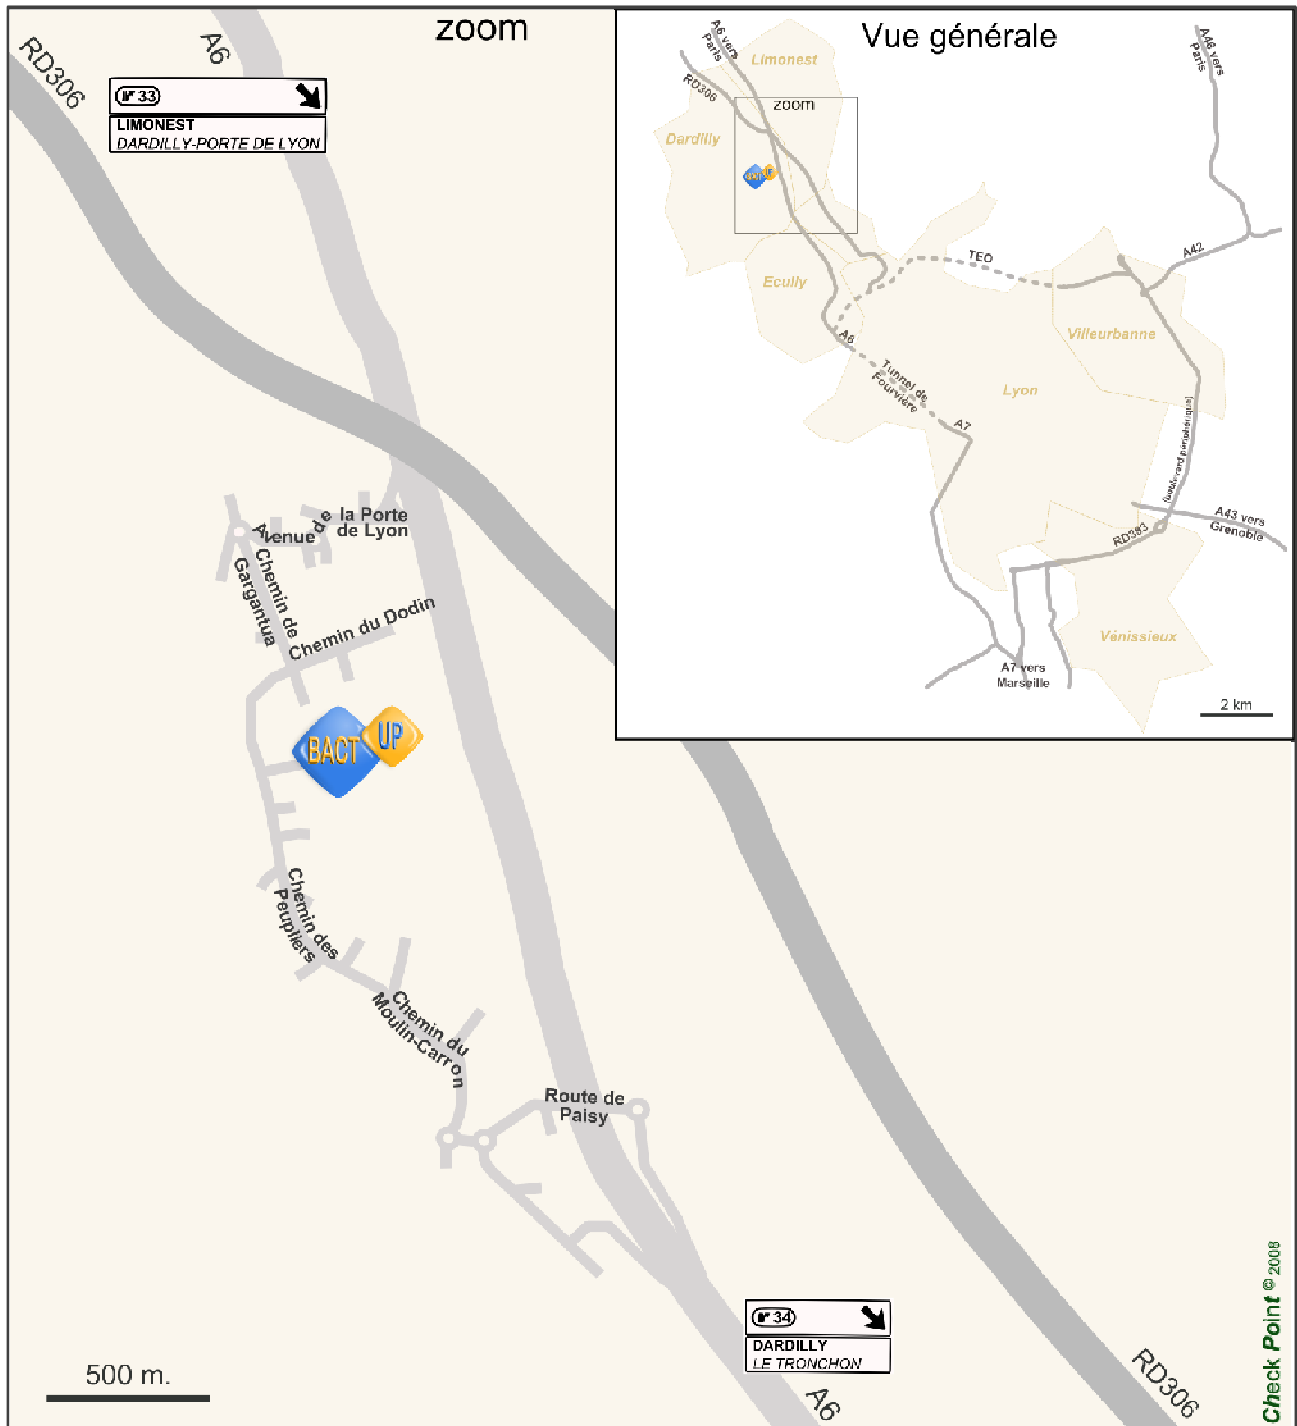 zoom
A6
RD306
33
LIMONEST
DARDILLY-PORTE DE LYON
Avenue de la Porte
de Lyon
Chemin de
Gargantua
Chemin du Dodin
BACT UP
Chemin des
Peupliers
Chemin du
Moulin-Carron
Route de
Paisy
34
DARDILLY
LE TRONCHON
A6
RD306
500 m.
Check Point © 2008
Vue générale
A6 vers
Paris
RD306
Limonest
zoom
Dardilly
UP
Ecully
A6
TEO
A46 vers
Paris
A42
Villeurbanne
Lyon
Tunnel de
Fourvière
A7
(boulevard périphérique)
A43 vers
Grenoble
RD383
Vénissieux
A7 vers
Marseille
2 km